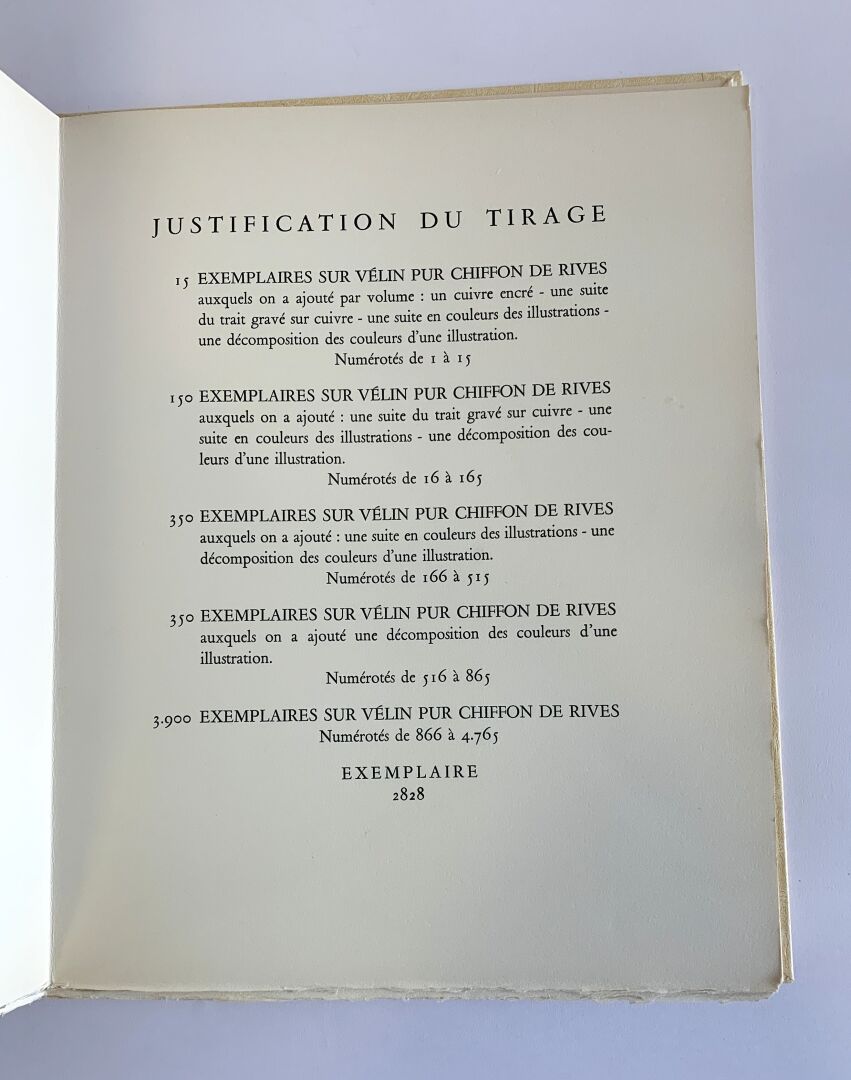 JUSTIFICATION DU TIRAGE
15 EXEMPLAIRES SUR VÉLIN PUR CHIFFON DE RIVES
auxquels on a ajouté par volume : un cuivre encré - une suite
du trait gravé sur cuivre - une suite en couleurs des illustrations -
une décomposition des couleurs d'une illustration.
Numérotés de 1 à 15
150 EXEMPLAIRES SUR VÉLIN PUR CHIFFON DE RIVES
auxquels on a ajouté : une suite du trait gravé sur cuivre - une
suite en couleurs des illustrations - une décomposition des cou-
leurs d'une illustration.
Numérotés de 16 à 165
350 EXEMPLAIRES SUR VÉLIN PUR CHIFFON DE RIVES
auxquels on a ajouté : une suite en couleurs des illustrations - une
décomposition des couleurs d'une illustration.
Numérotés de 166 à 515
350 EXEMPLAIRES SUR VÉLIN PUR CHIFFON DE RIVES
auxquels on a ajouté une décomposition des couleurs d'une
illustration.
Numérotés de 516 à 865
3.900 EXEMPLAIRES SUR VÉLIN PUR CHIFFON DE RIVES
Numérotés de 866 à 4.765
EXEMPLAIRE
2828